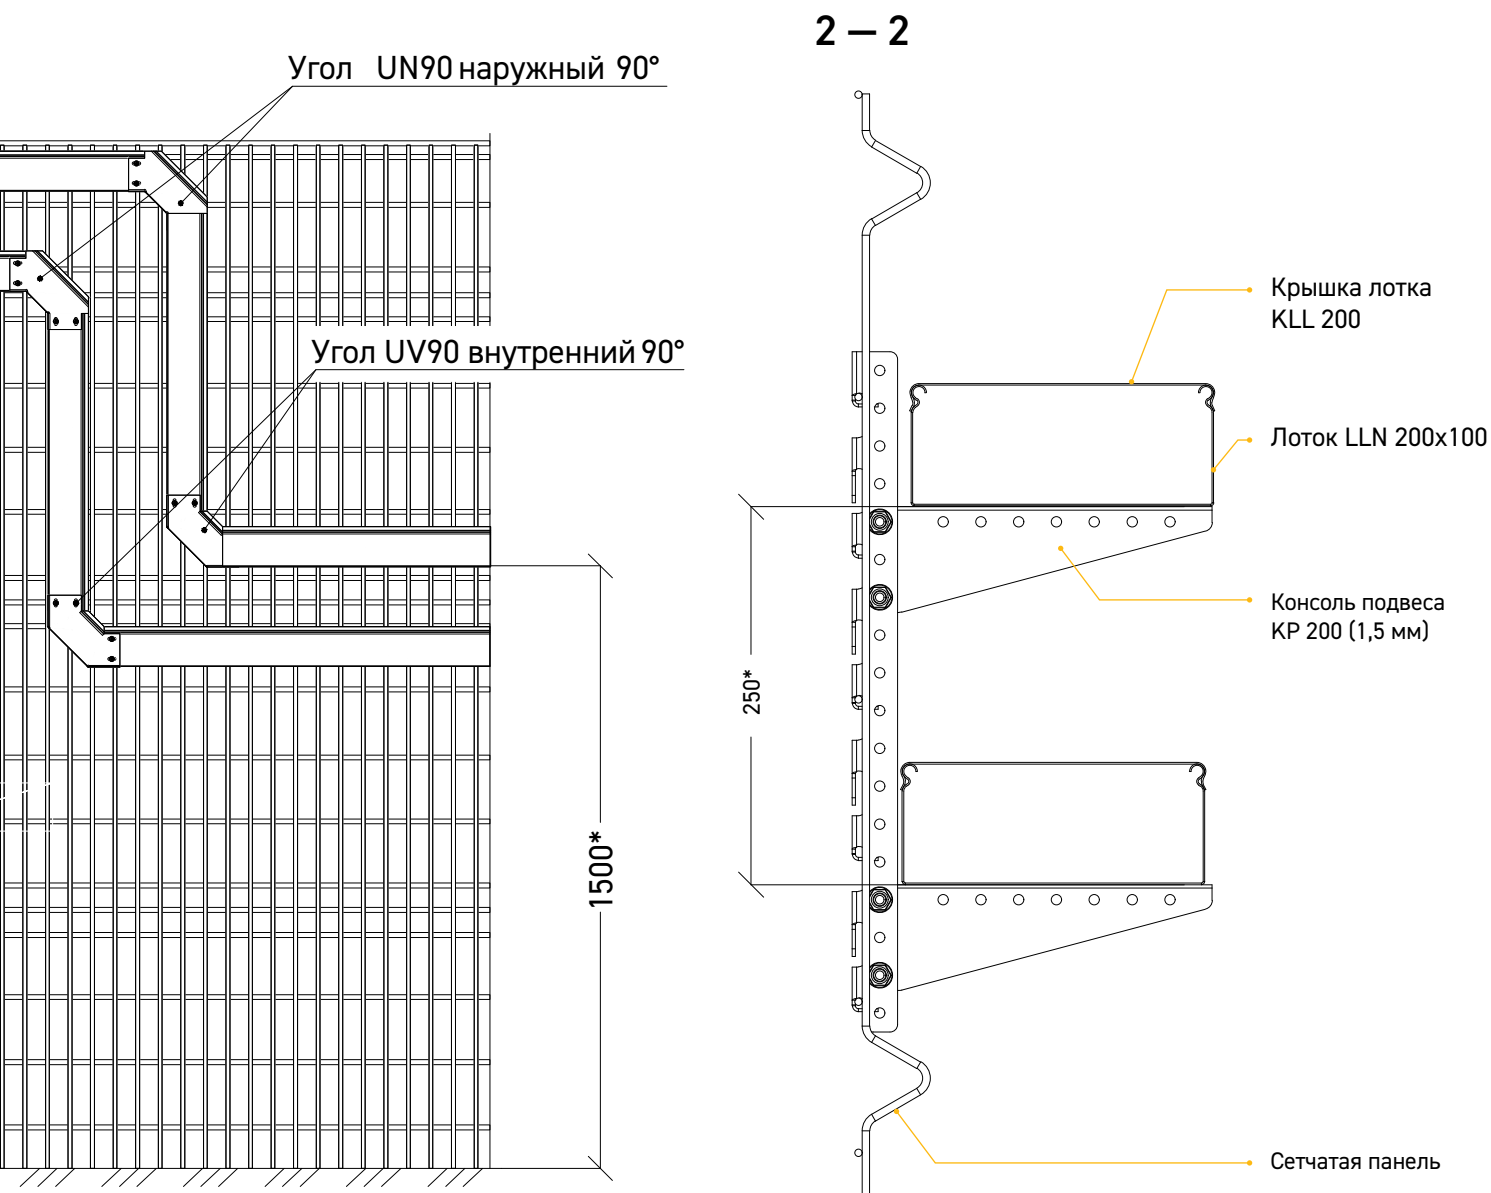 2 — 2
Угол UN90 наружный 90°
Крышка лотка
KLL 200
Угол UV90 внутренний 90°
Лоток LLN 200x100
Консоль подвеса
KP 200 (1,5 мм)
250*
1500*
Сетчатая панель